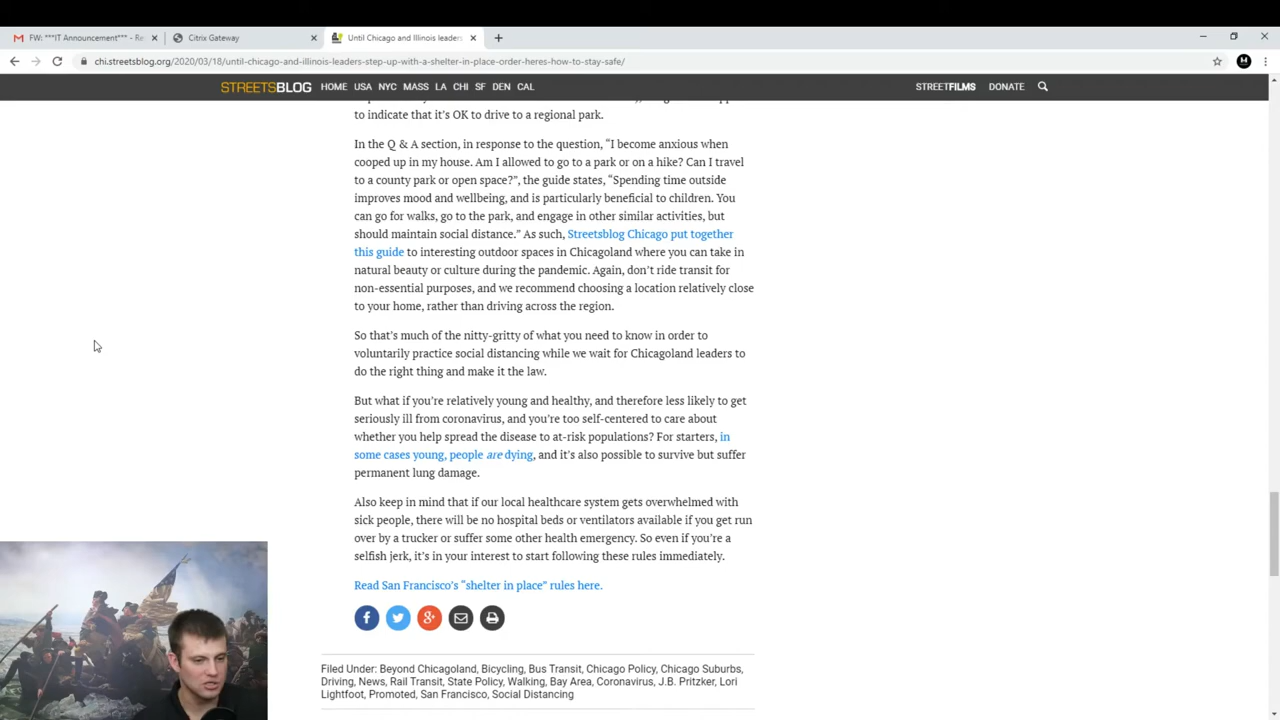 FW: ***IT Announcement*** - Re
Citrix Gateway
Until Chicago and Illinois leaders
chi.streetsblog.org/2020/03/18/until-chicago-and-illinois-leaders-step-up-with-a-shelter-in-place-order-heres-how-to-stay-safe/
STREETSBLOG HOME USA NYC MASS LA CHI SF DEN CAL STREETFILMS DONATE
to indicate that it's OK to drive to a regional park.
In the Q & A section, in response to the question, “I become anxious when
cooped up in my house. Am I allowed to go to a park or on a hike? Can I travel
to a county park or open space?”, the guide states, “Spending time outside
improves mood and wellbeing, and is particularly beneficial to children. You
can go for walks, go to the park, and engage in other similar activities, but
should maintain social distance.” As such, Streetsblog Chicago put together
this guide to interesting outdoor spaces in Chicagoland where you can take in
natural beauty or culture during the pandemic. Again, don’t ride transit for
non-essential purposes, and we recommend choosing a location relatively close
to your home, rather than driving across the region.
So that’s much of the nitty-gritty of what you need to know in order to
voluntarily practice social distancing while we wait for Chicagoland leaders to
do the right thing and make it the law.
But what if you’re relatively young and healthy, and therefore less likely to get
seriously ill from coronavirus, and you’re too self-centered to care about
whether you help spread the disease to at-risk populations? For starters, in
some cases young, people are dying, and it’s also possible to survive but suffer
permanent lung damage.
Also keep in mind that if our local healthcare system gets overwhelmed with
sick people, there will be no hospital beds or ventilators available if you get run
over by a trucker or suffer some other health emergency. So even if you’re a
selfish jerk, it’s in your interest to start following these rules immediately.
Read San Francisco’s “shelter in place” rules here.
Filed Under: Beyond Chicagoland, Bicycling, Bus Transit, Chicago Policy, Chicago Suburbs,
Driving, News, Rail Transit, State Policy, Walking, Bay Area, Coronavirus, J.B. Pritzker, Lori
Lightfoot, Promoted, San Francisco, Social Distancing